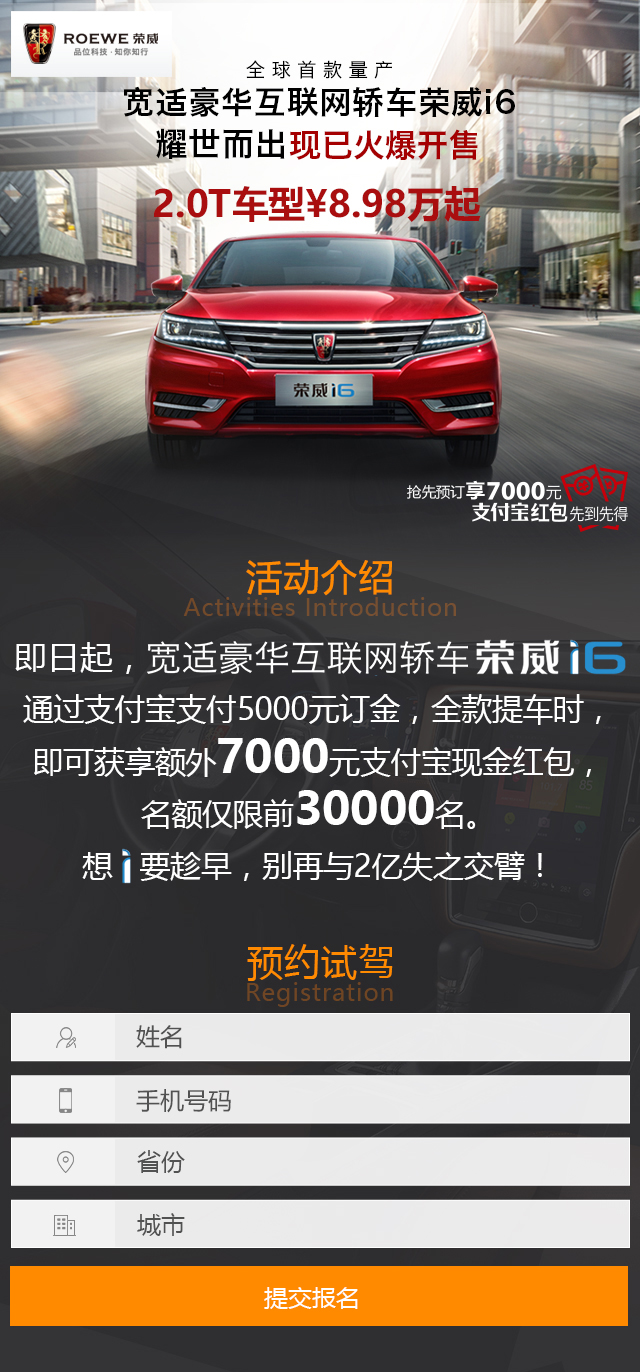 ROEWE 荣威
品位科技·知你知行
全球首款量产
宽适豪华互联网轿车荣威i6
耀世而出现已火爆开售
2.0T车型¥8.98万起
荣威i6
抢先预订享7000元
支付宝红包先到先得
活动介绍
Activities Introduction
即日起，宽适豪华互联网轿车荣威i6
通过支付宝支付5000元订金，全款提车时，
即可获享额外7000元支付宝现金红包，
名额仅限前30000名。
想i要趁早，别再与2亿失之交臂！
预约试驾
Registration
姓名
手机号码
省份
城市
提交报名